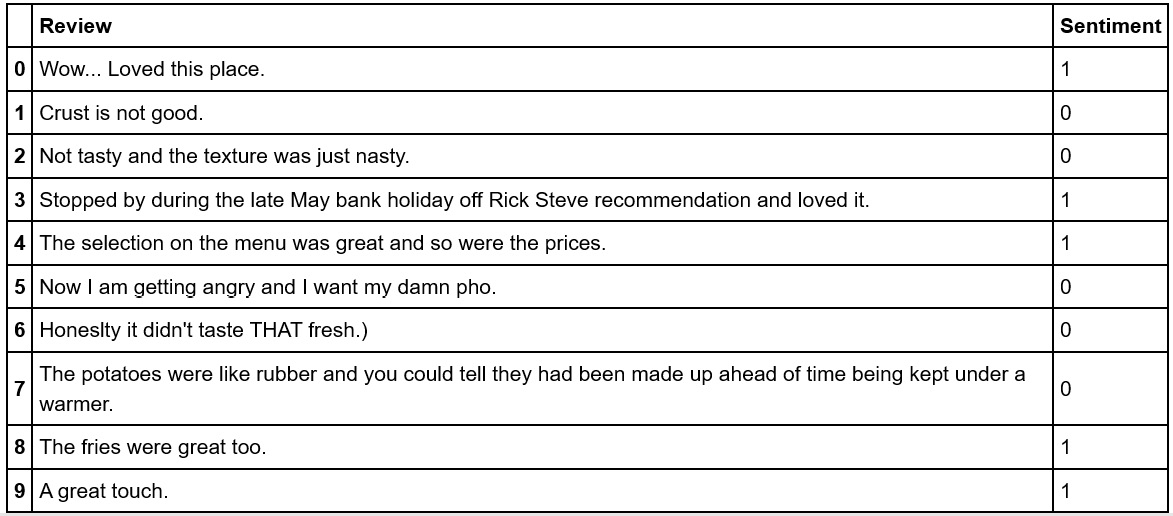 Review Sentiment
0 Wow... Loved this place. 1
1 Crust is not good. 0
2 Not tasty and the texture was just nasty. 0
3 Stopped by during the late May bank holiday off Rick Steve recommendation and loved it. 1
4 The selection on the menu was great and so were the prices. 1
5 Now I am getting angry and I want my damn pho. 0
6 Honeslty it didn't taste THAT fresh.) 0
7 The potatoes were like rubber and you could tell they had been made up ahead of time being kept under a
warmer. 0
8 The fries were great too. 1
9 A great touch. 1